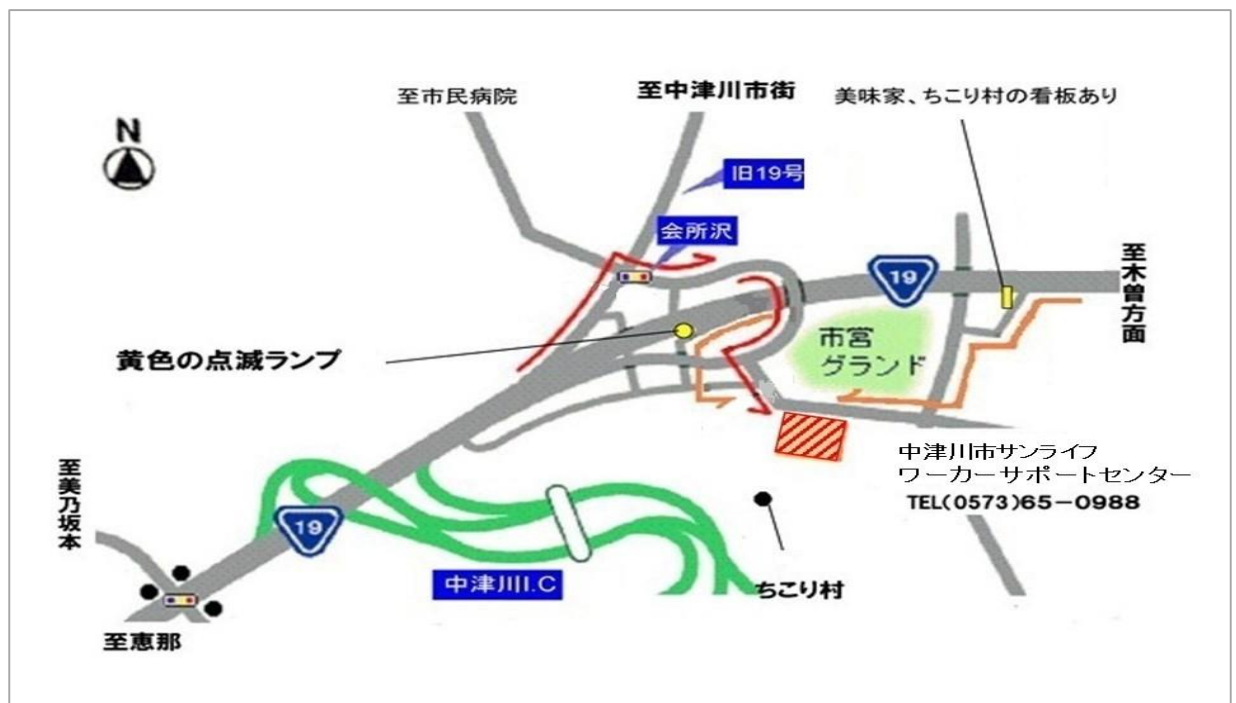 至市民病院
至中津川市街
美味家、ちこり村の看板あり
N
旧19号
会所沢
19
至木曽方面
黄色の点滅ランプ
市営
グランド
中津川市サンライフ
ワーカーサポートセンター
TEL(0573)65-0988
至美乃坂本
19
中津川I.C
ちこり村
至恵那